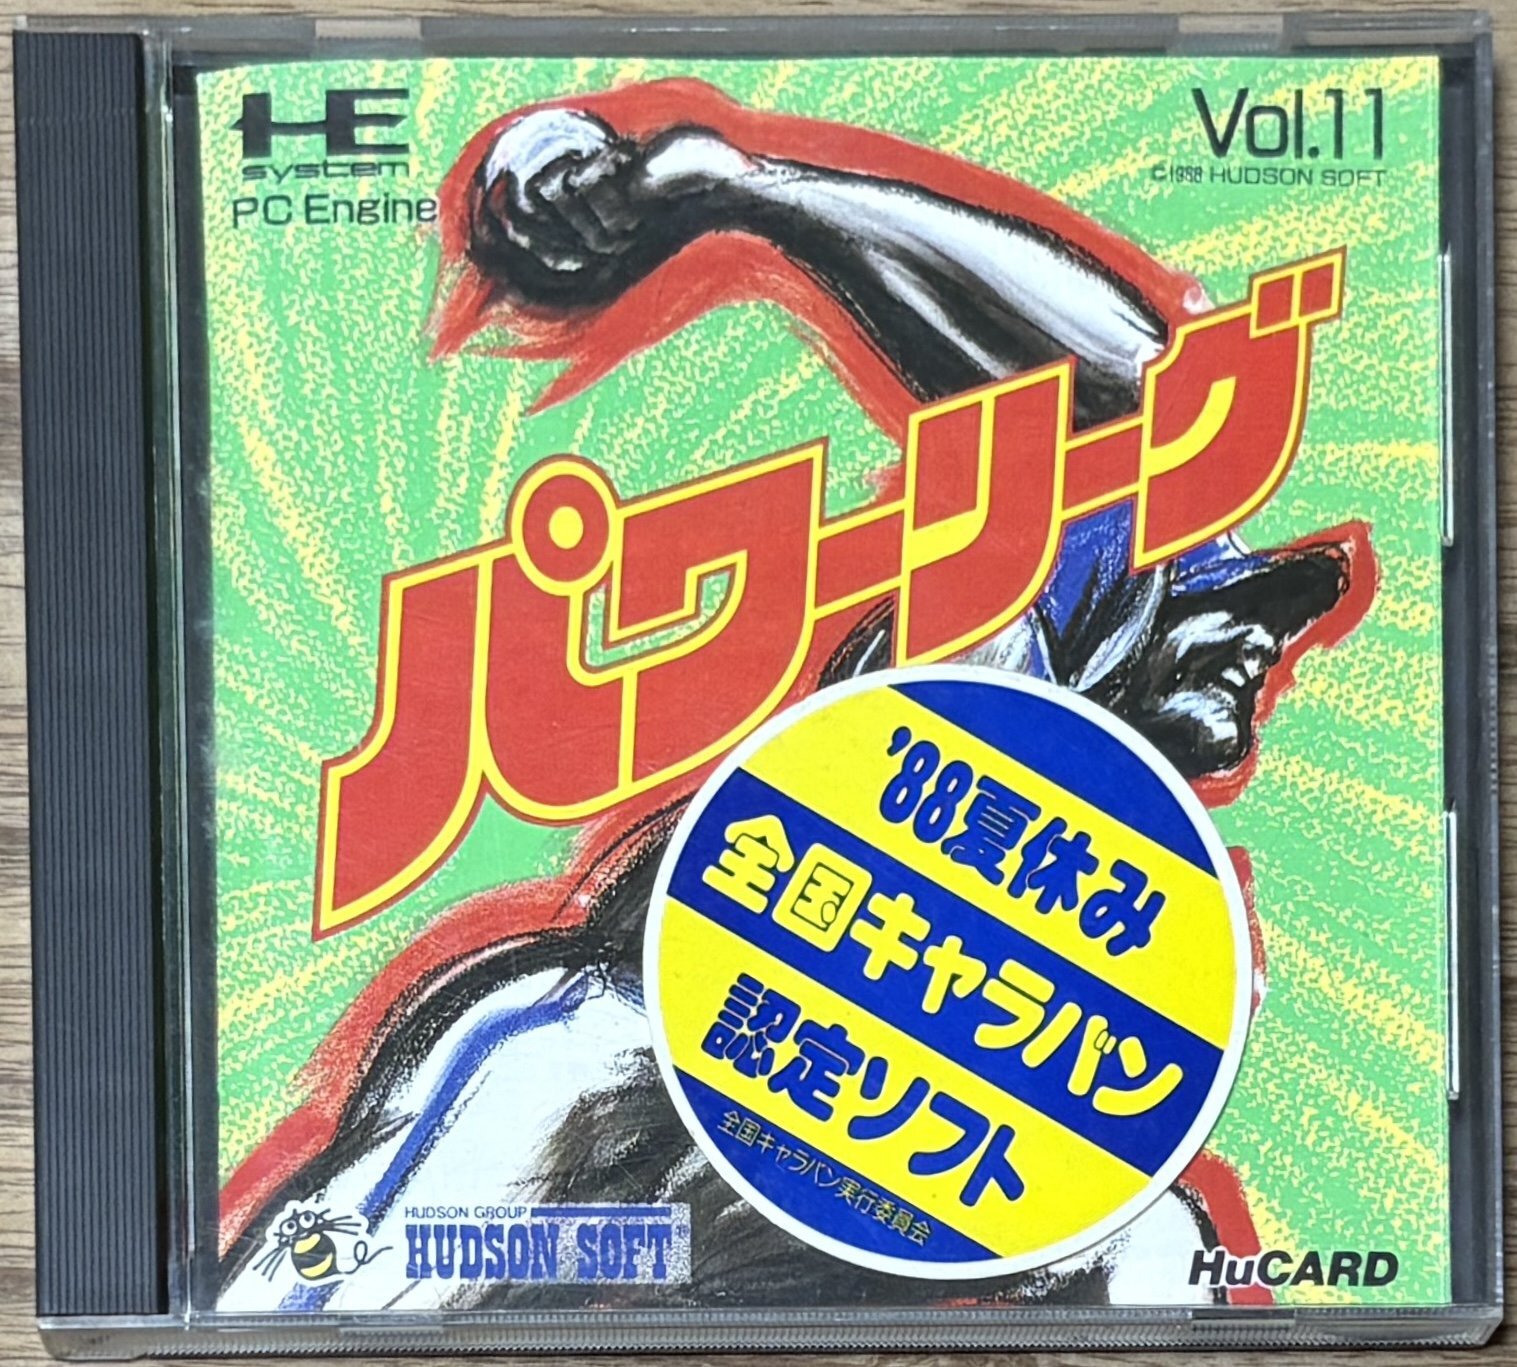 HE
system
PC Engine
Vol.11
©1988 HUDSON SOFT
パワーリーグ
'88夏休み
全国キャラバン
認定ソフト
全国キャラバン実行委員会
HUDSON GROUP
HUDSON SOFT
HuCARD